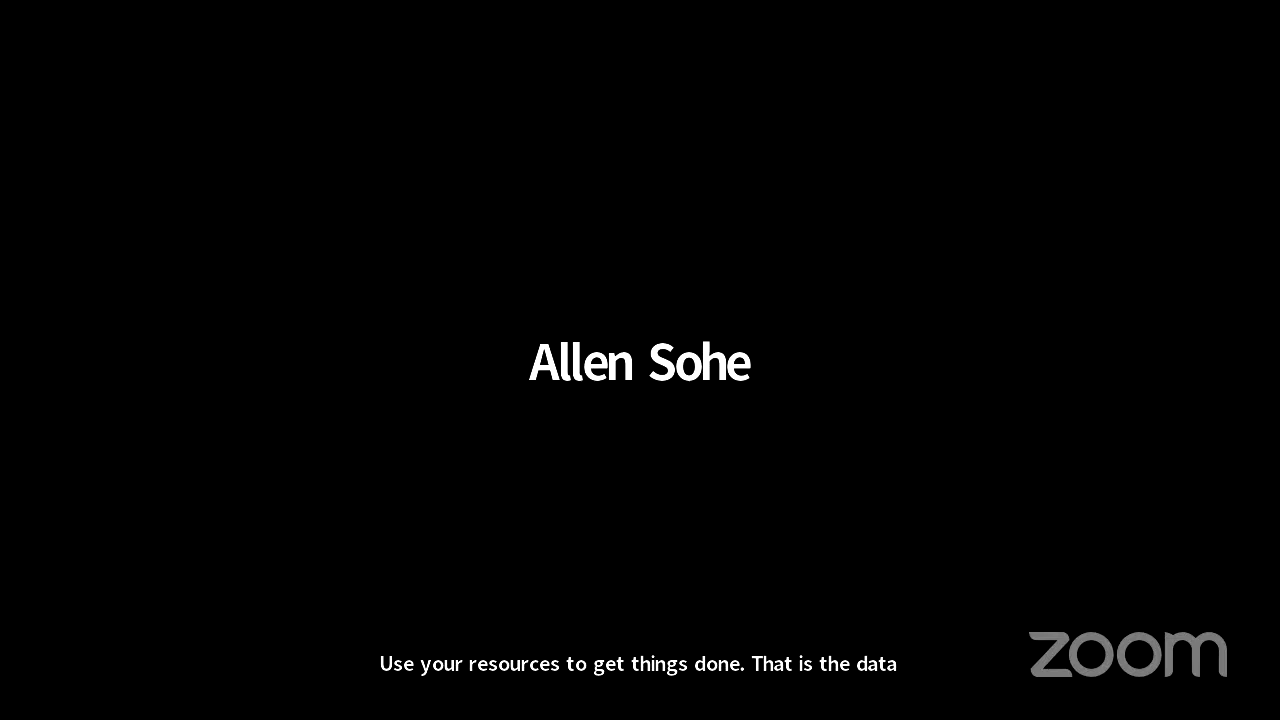 Allen Sohe
Use your resources to get things done. That is the data
zoom